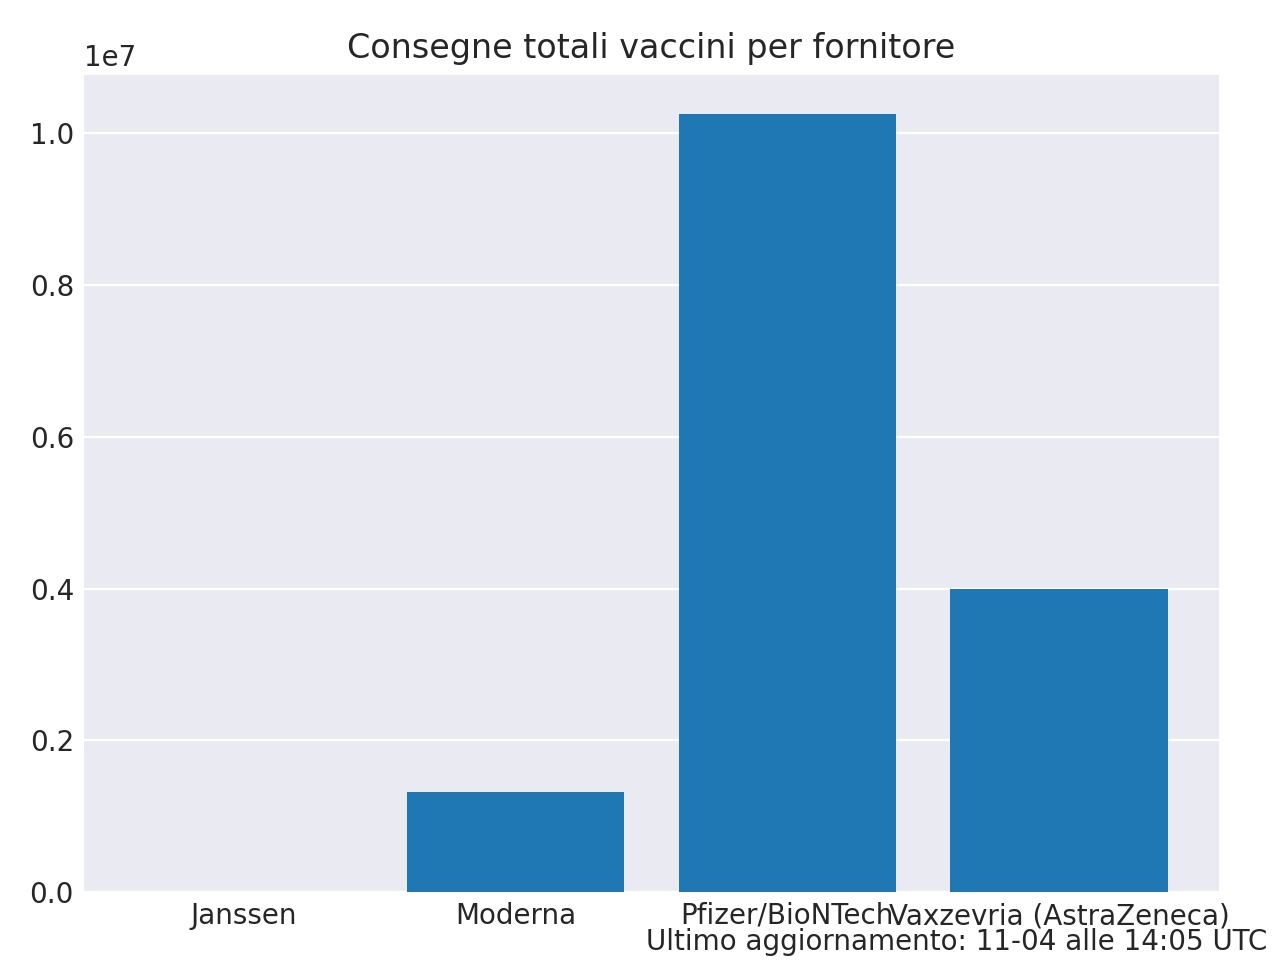 Consegne totali vaccini per fornitore
1e7
1.0
0.8
0.6
0.4
0.2
0.0
Janssen Moderna Pfizer/BioNTech Vaxzevria (AstraZeneca)
Ultimo aggiornamento: 11-04 alle 14:05 UTC